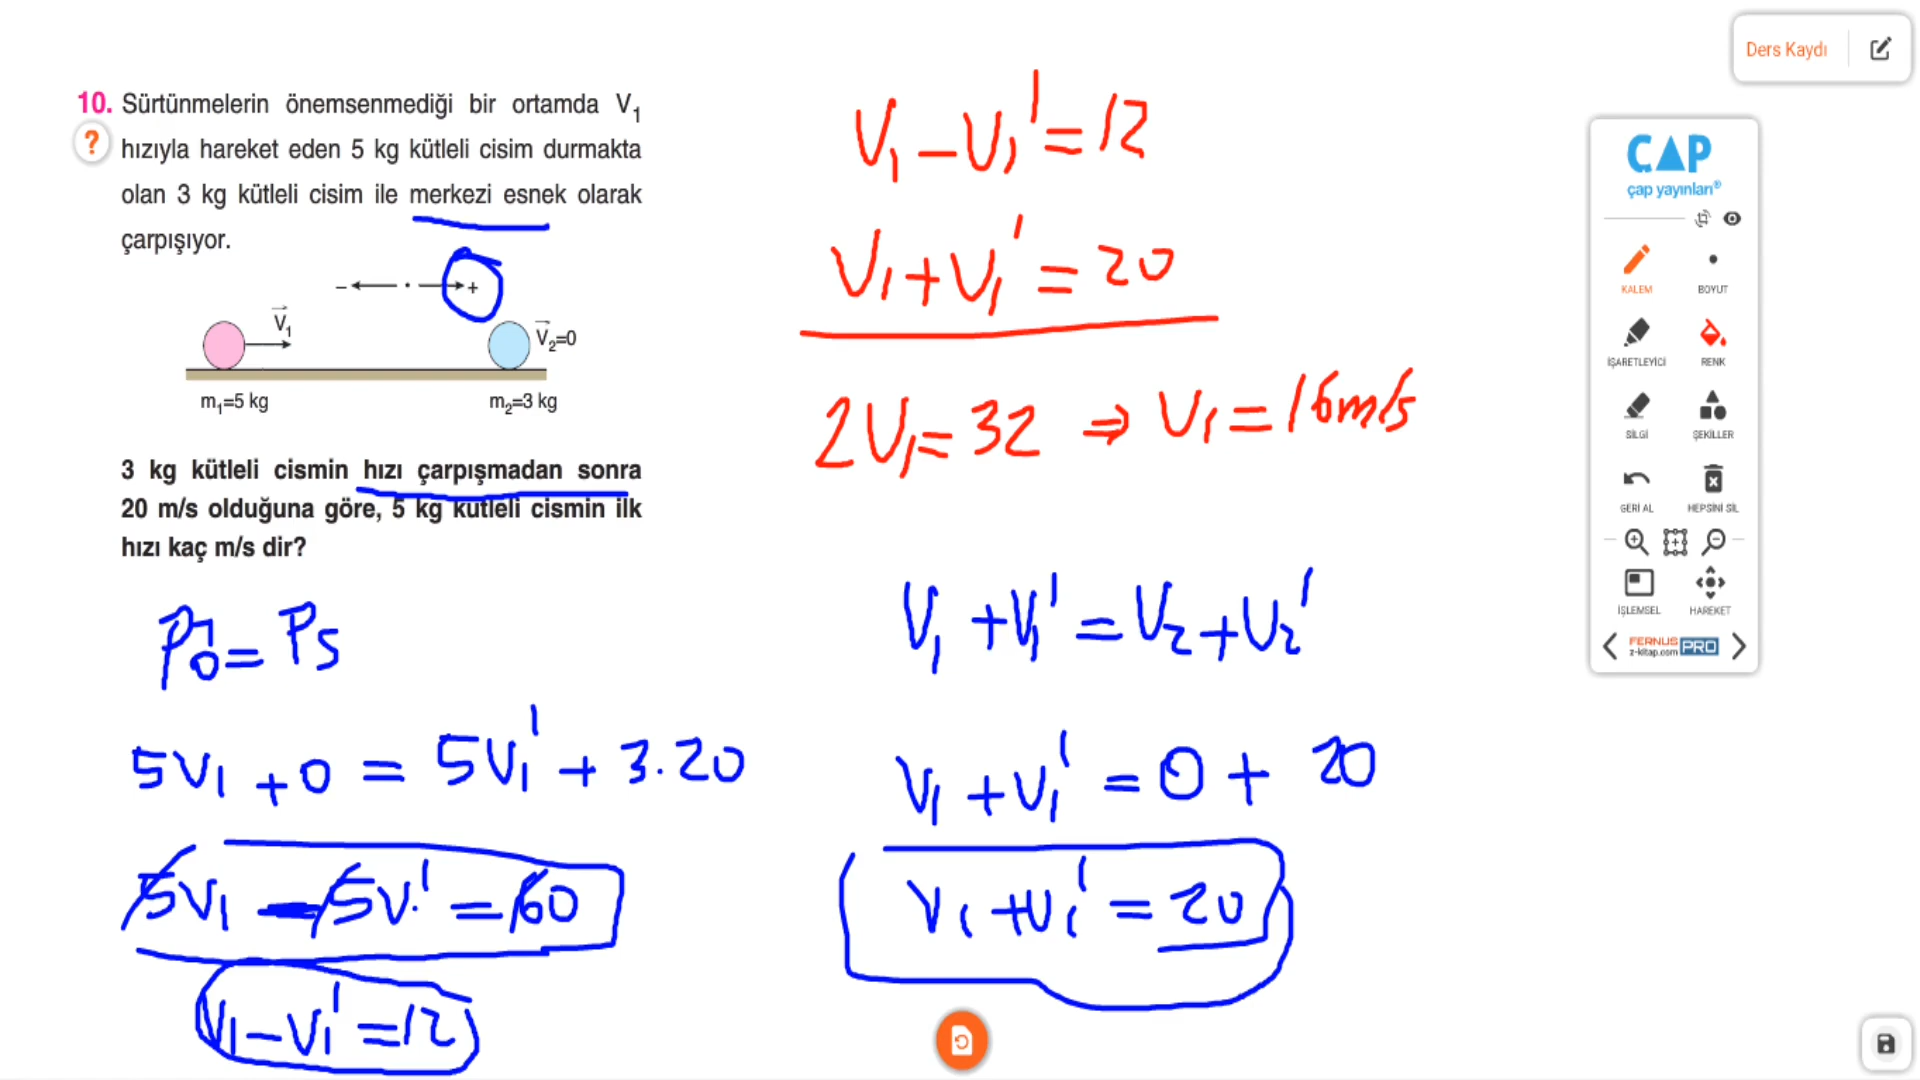 10. Sürtünmelerin önemsenmediği bir ortamda V1
? hızıyla hareket eden 5 kg kütleli cisim durmakta
olan 3 kg kütleli cisim ile merkezi esnek olarak
çarpışıyor.
− +
V1
V2=0
m1=5 kg
m2=3 kg
3 kg kütleli cismin hızı çarpışmadan sonra
20 m/s olduğuna göre, 5 kg kütleli cismin ilk
hızı kaç m/s dir?
Po = Ps
5V1 + 0 = 5V1' + 3.20
5V1 − 5V1' = 60
V1 − V1' = 12
V1 − V1' = 12
V1 + V1' = 20
2V1 = 32 ⇒ V1 = 16m/s
V1 + V1' = V2 + V2'
V1 + V1' = 0 + 20
V1 + V1' = 20
Ders Kaydı
ÇAP
çap yayınları®
KALEM
BOYUT
İŞARETLEYİCİ
RENK
SİLGİ
ŞEKİLLER
GERİ AL
HEPSİNİ SİL
İŞLEMSEL
HAREKET
FERNUS
z-kitap.com PRO